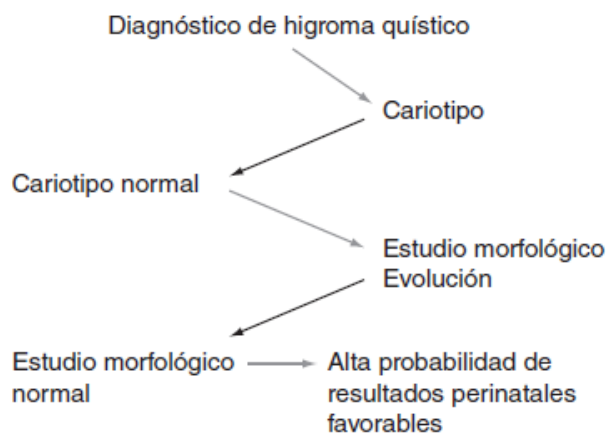 Diagnóstico de higroma quístico
Cariotipo
Cariotipo normal
Estudio morfológico
Evolución
Estudio morfológico
normal
Alta probabilidad de
resultados perinatales
favorables